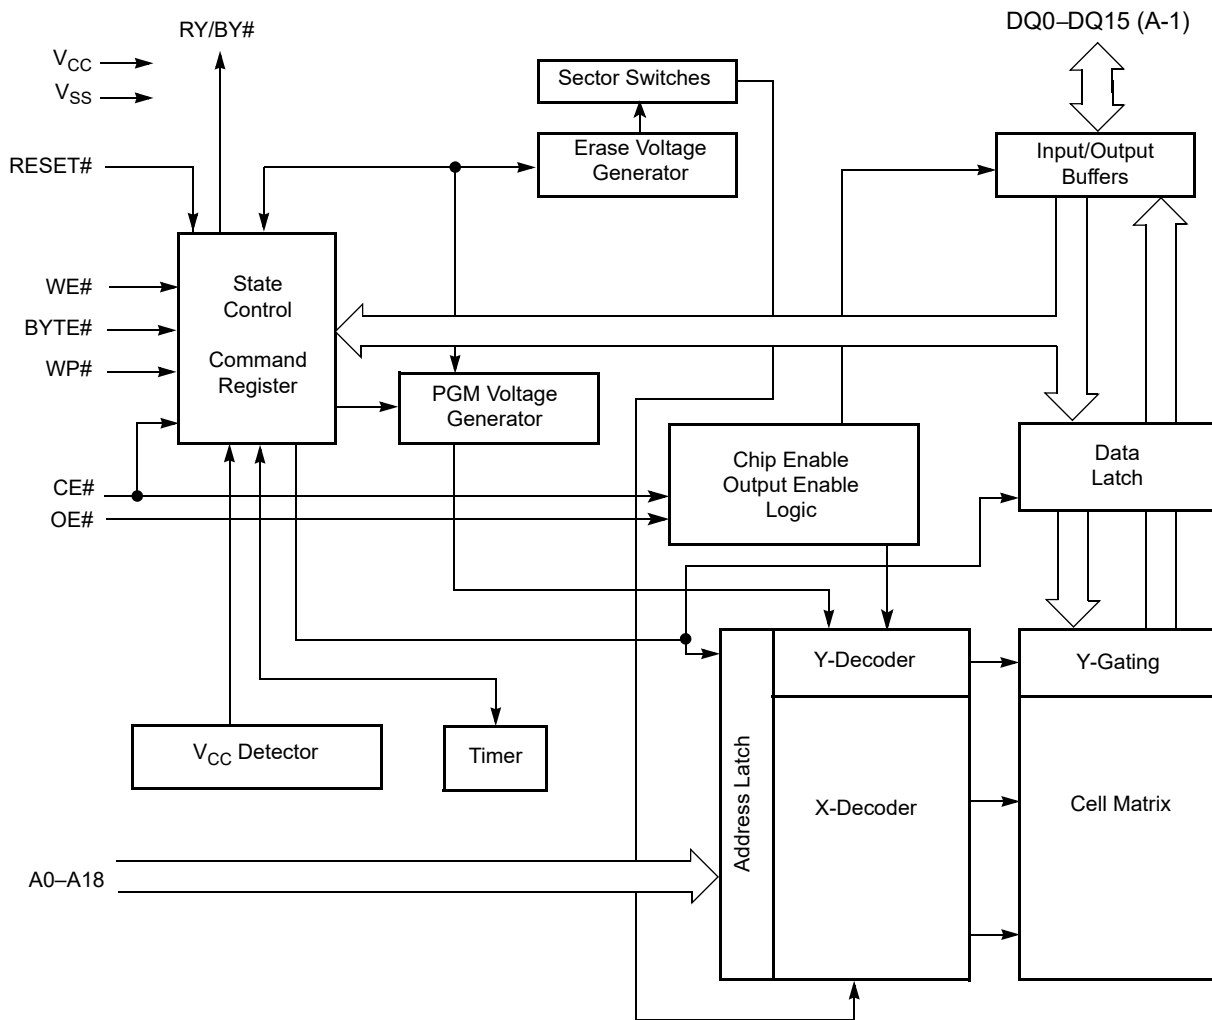 RY/BY#
DQ0–DQ15 (A-1)
VCC
VSS
Sector Switches
RESET#
Erase Voltage
Generator
Input/Output
Buffers
WE#
BYTE#
WP#
State
Control
Command
Register
PGM Voltage
Generator
CE#
OE#
Chip Enable
Output Enable
Logic
Data
Latch
Y-Decoder
Y-Gating
VCC Detector
Timer
Address Latch
X-Decoder
Cell Matrix
A0–A18